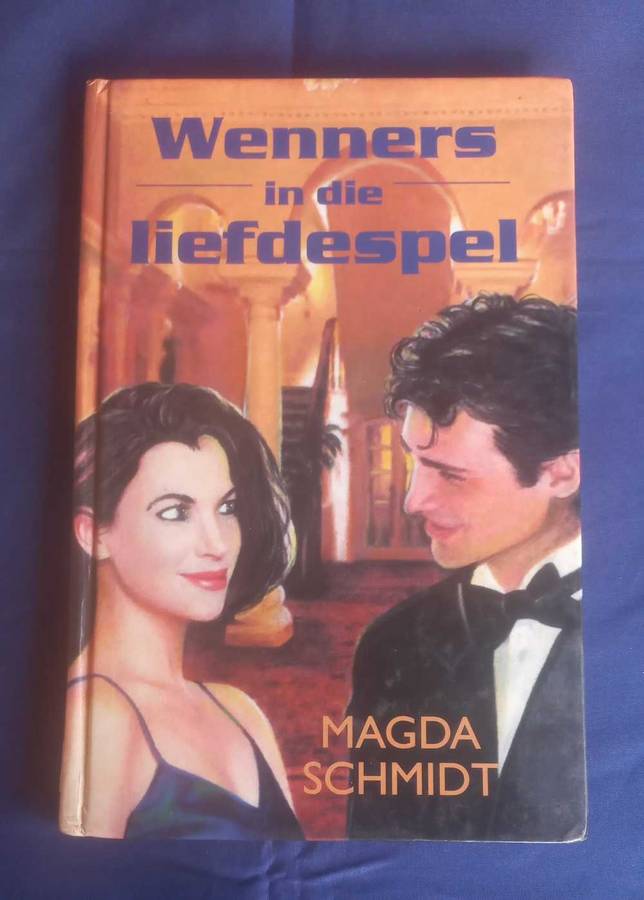 Wenners
in die
liefdespel
MAGDA
SCHMIDT